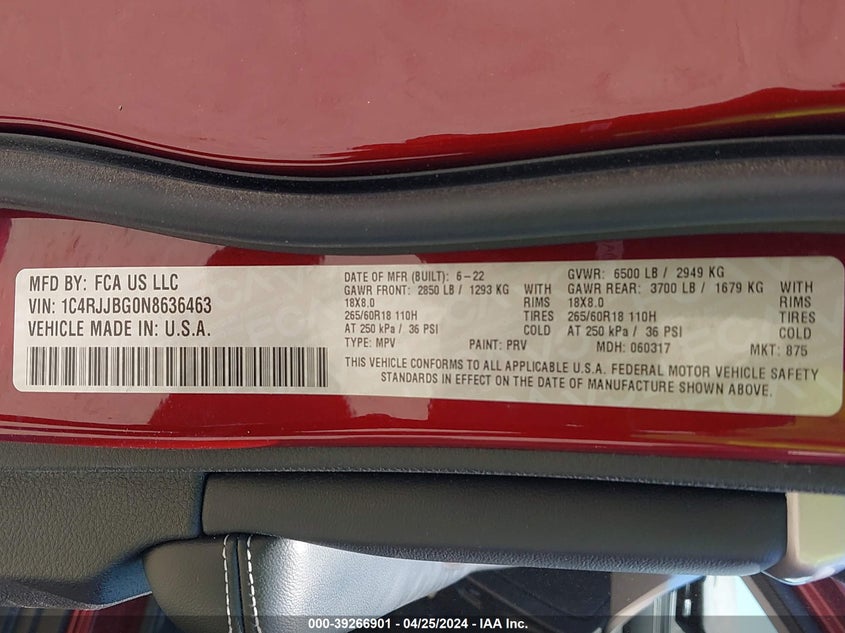 MFD BY: FCA US LLC
VIN: 1C4RJJBG0N8636463
VEHICLE MADE IN: U.S.A.
DATE OF MFR (BUILT): 6-22 GVWR: 6500 LB / 2949 KG
GAWR FRONT: 2850 LB / 1293 KG WITH GAWR REAR: 3700 LB / 1679 KG WITH
18X8.0 RIMS 18X8.0 RIMS
265/60R18 110H TIRES 265/60R18 110H TIRES
AT 250 kPa / 36 PSI COLD AT 250 kPa / 36 PSI COLD
TYPE: MPV PAINT: PRV MDH: 060317 MKT: 875
THIS VEHICLE CONFORMS TO ALL APPLICABLE U.S.A. FEDERAL MOTOR VEHICLE SAFETY
STANDARDS IN EFFECT ON THE DATE OF MANUFACTURE SHOWN ABOVE.
000-39266901 / 04/25/2024 / IAA Inc.